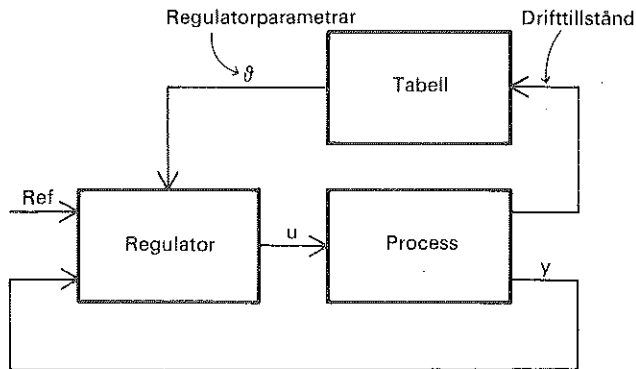 Regulatorparametrar
Drifttillstånd
ϑ
Tabell
Ref
Regulator
u
Process
y